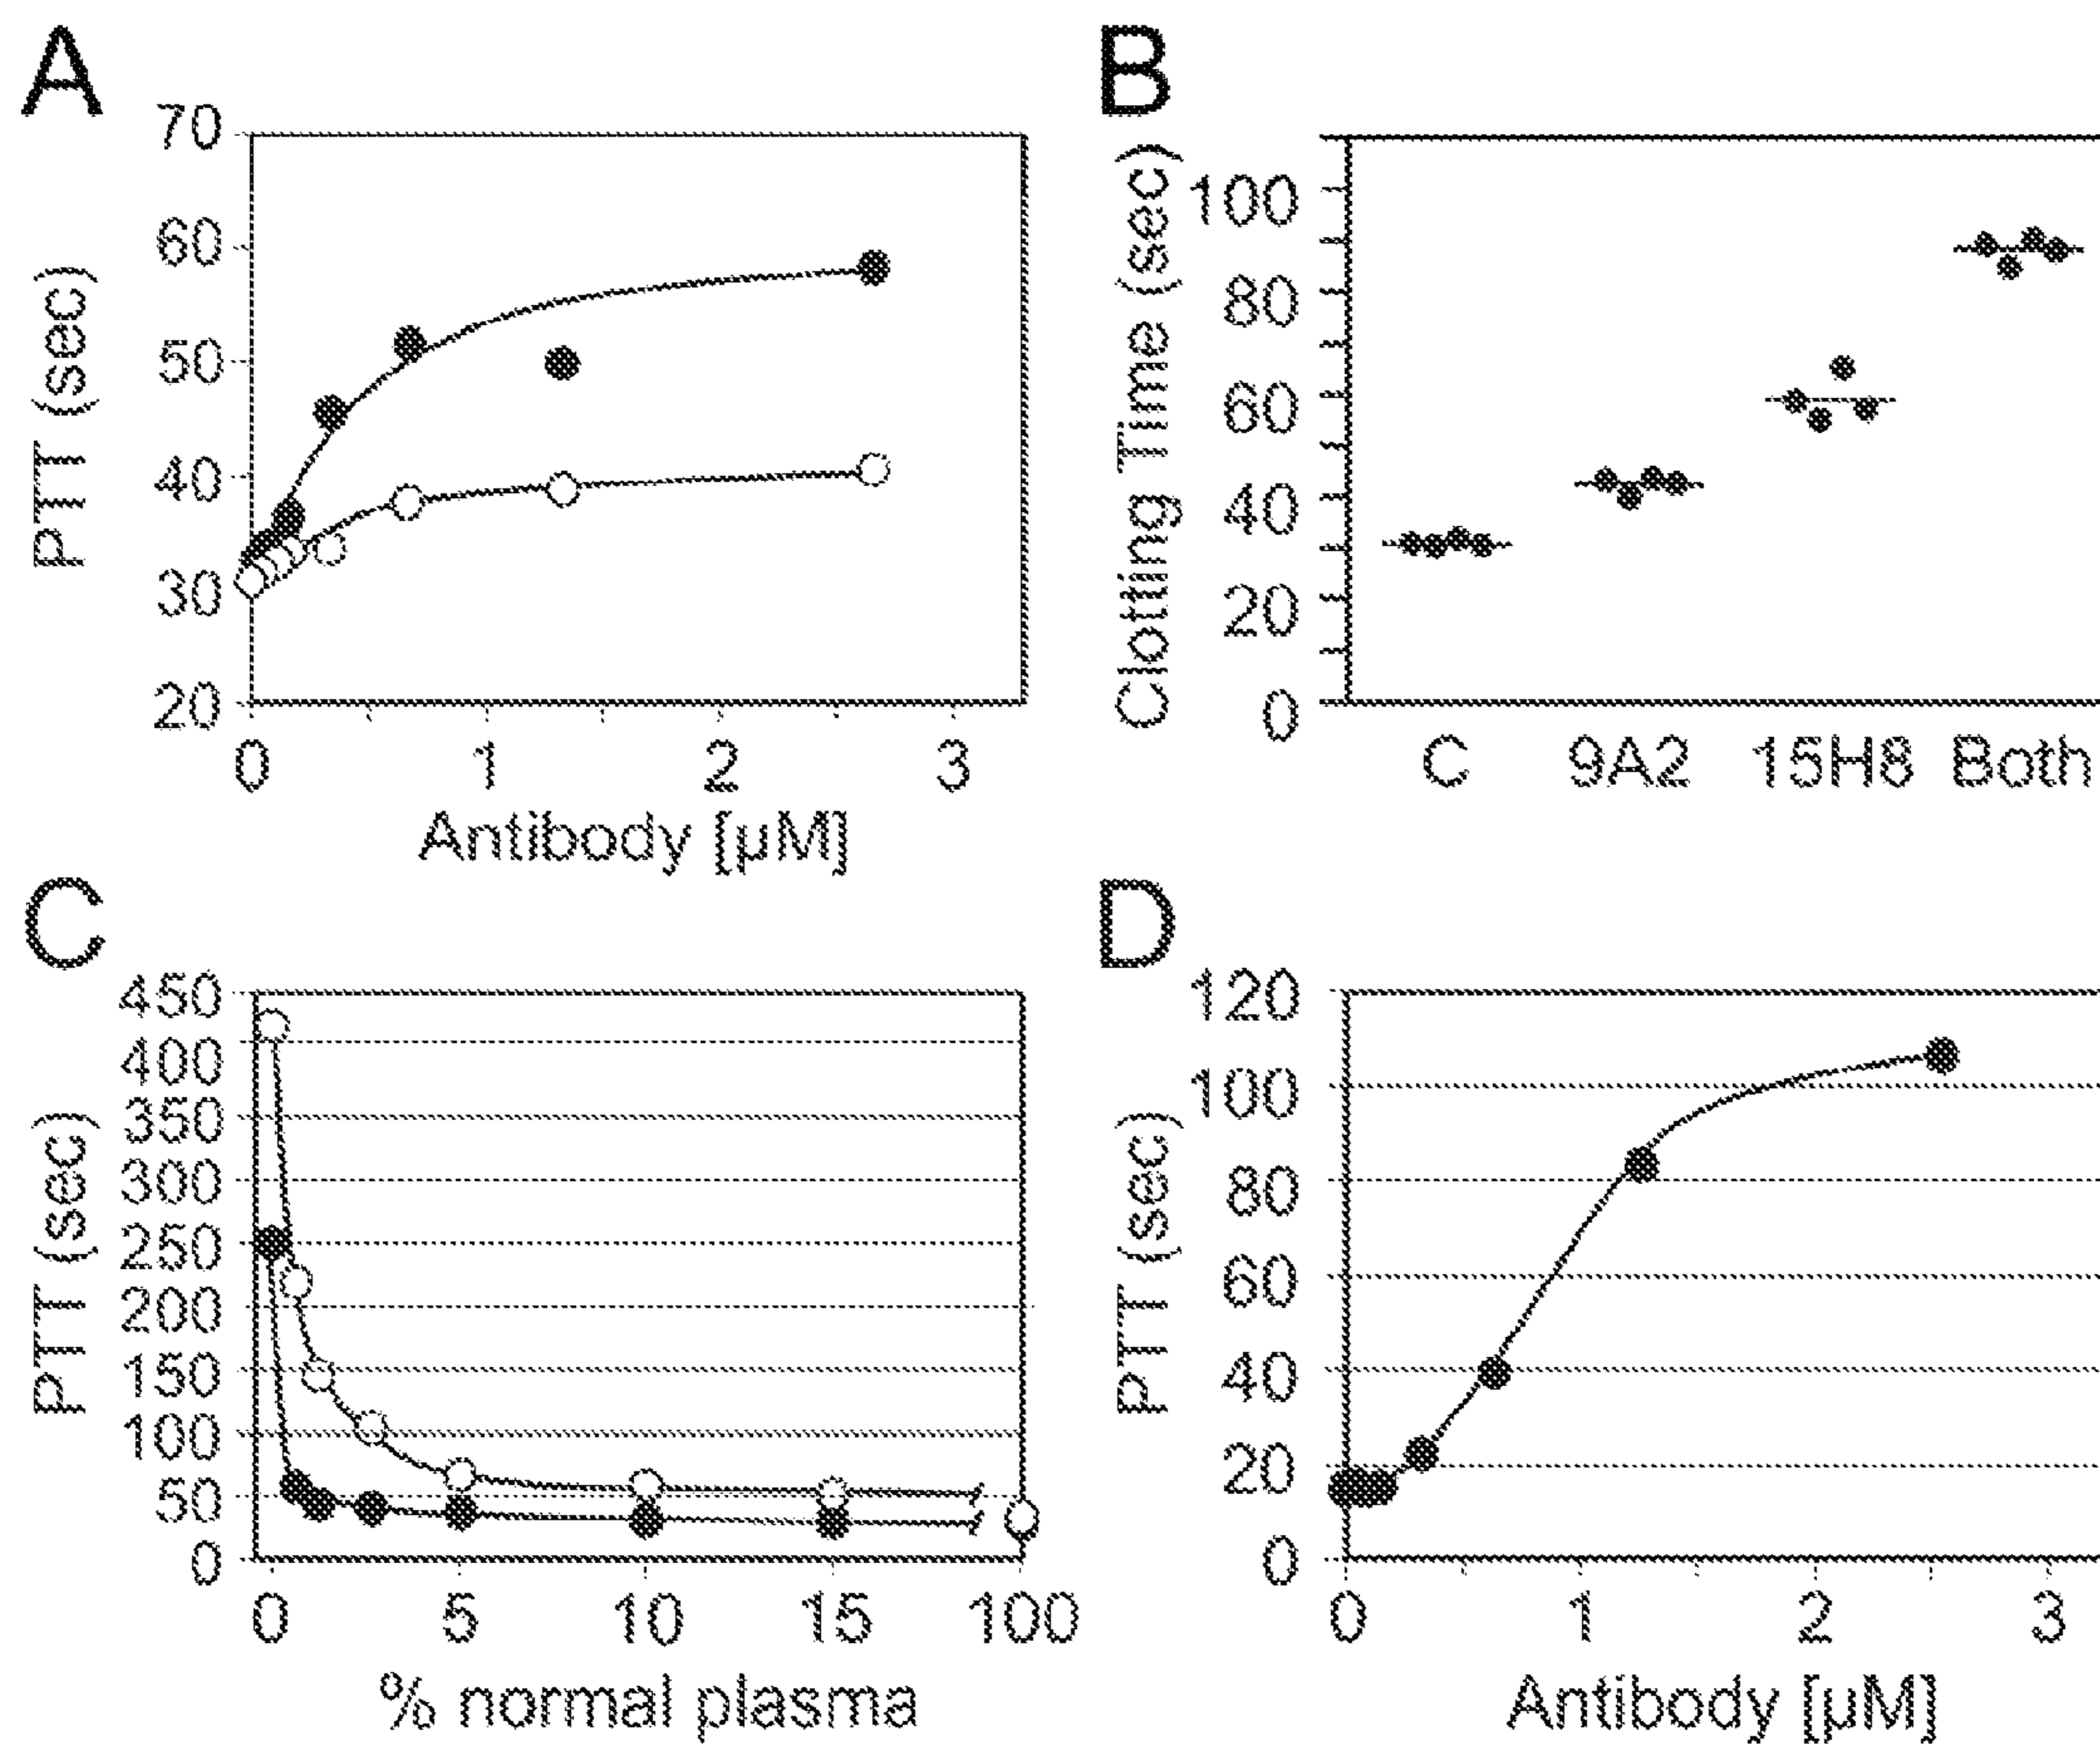 A
70
60
50
40
30
20
PTT (sec)
0 1 2 3
Antibody [µM]
B
100
80
60
40
20
0
Clotting Time (sec)
C 9A2 15H8 Both
C
450
400
350
300
250
200
150
100
50
0
PTT (sec)
0 5 10 15 100
% normal plasma
D
120
100
80
60
40
20
0
PTT (sec)
0 1 2 3
Antibody [µM]